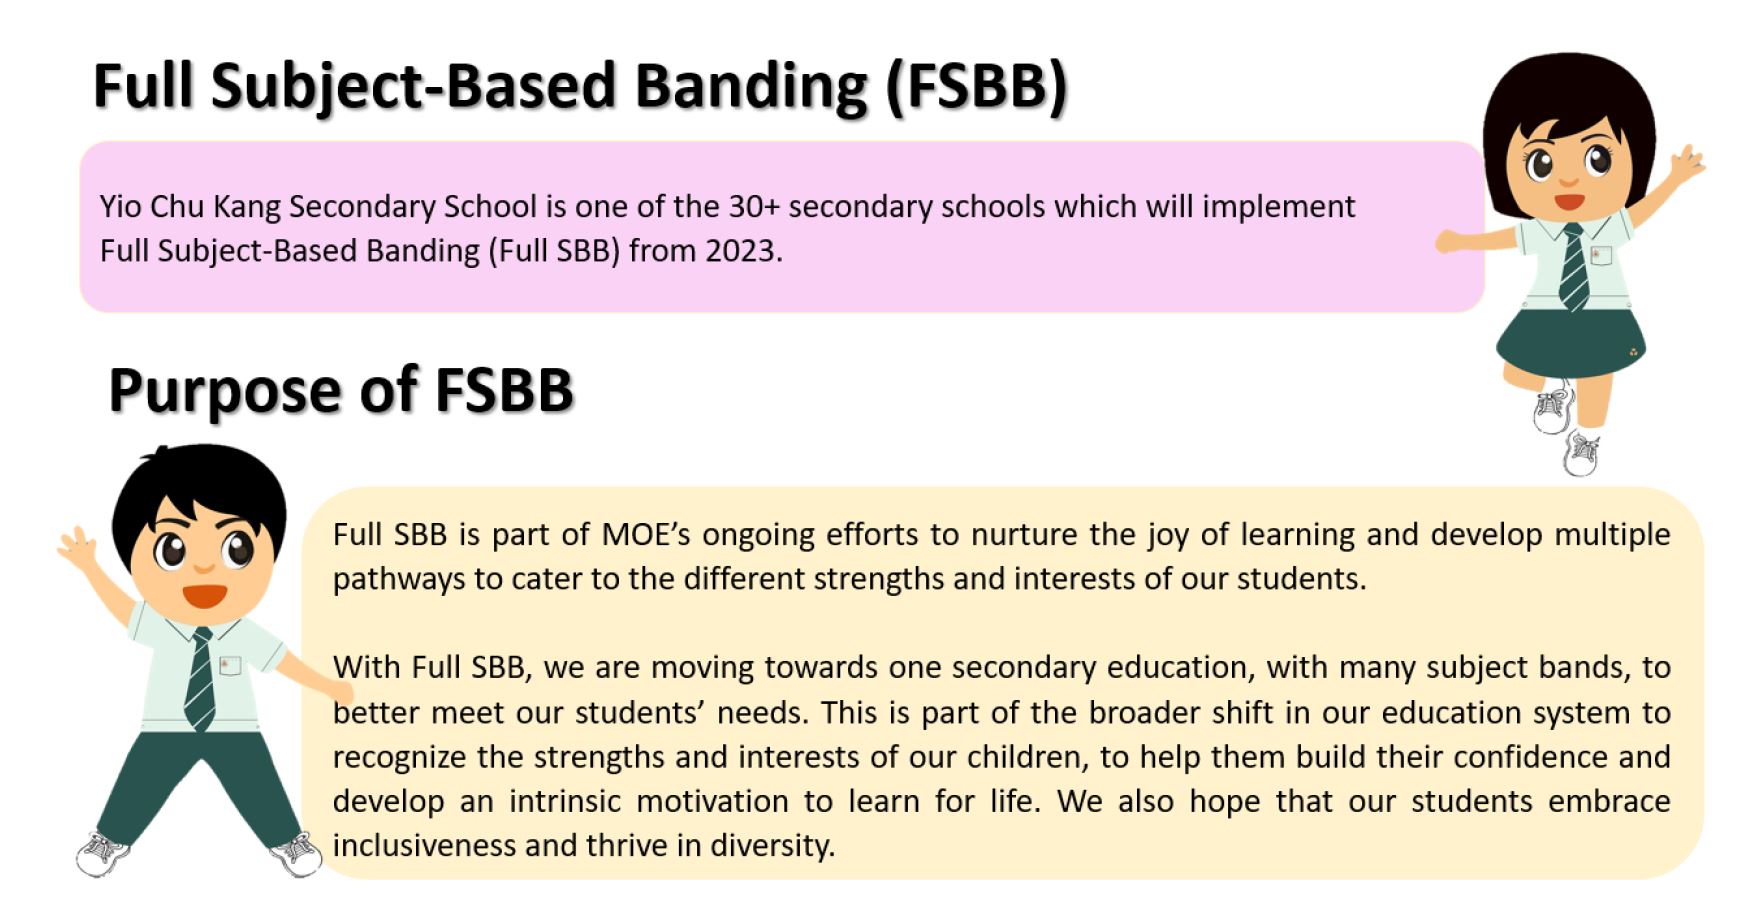 Full Subject-Based Banding (FSBB)
Yio Chu Kang Secondary School is one of the 30+ secondary schools which will implement
Full Subject-Based Banding (Full SBB) from 2023.
Purpose of FSBB
Full SBB is part of MOE’s ongoing efforts to nurture the joy of learning and develop multiple
pathways to cater to the different strengths and interests of our students.
With Full SBB, we are moving towards one secondary education, with many subject bands, to
better meet our students’ needs. This is part of the broader shift in our education system to
recognize the strengths and interests of our children, to help them build their confidence and
develop an intrinsic motivation to learn for life. We also hope that our students embrace
inclusiveness and thrive in diversity.